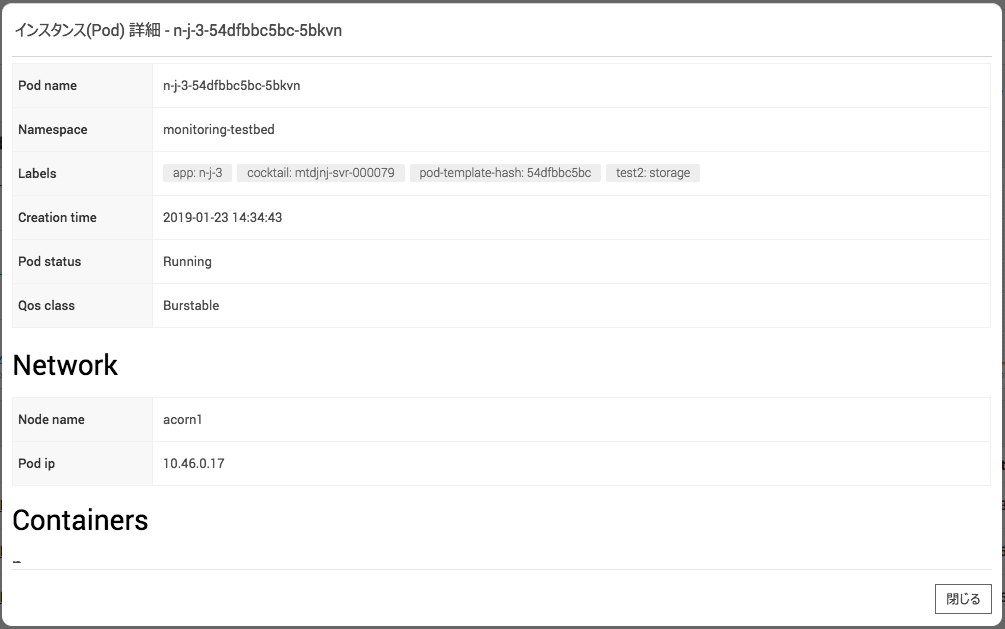 インスタンス(Pod) 詳細 - n-j-3-54dfbbc5bc-5bkvn
Pod name n-j-3-54dfbbc5bc-5bkvn
Namespace monitoring-testbed
Labels app: n-j-3 cocktail: mtdjnj-svr-000079 pod-template-hash: 54dfbbc5bc test2: storage
Creation time 2019-01-23 14:34:43
Pod status Running
Qos class Burstable
Network
Node name acorn1
Pod ip 10.46.0.17
Containers
閉じる